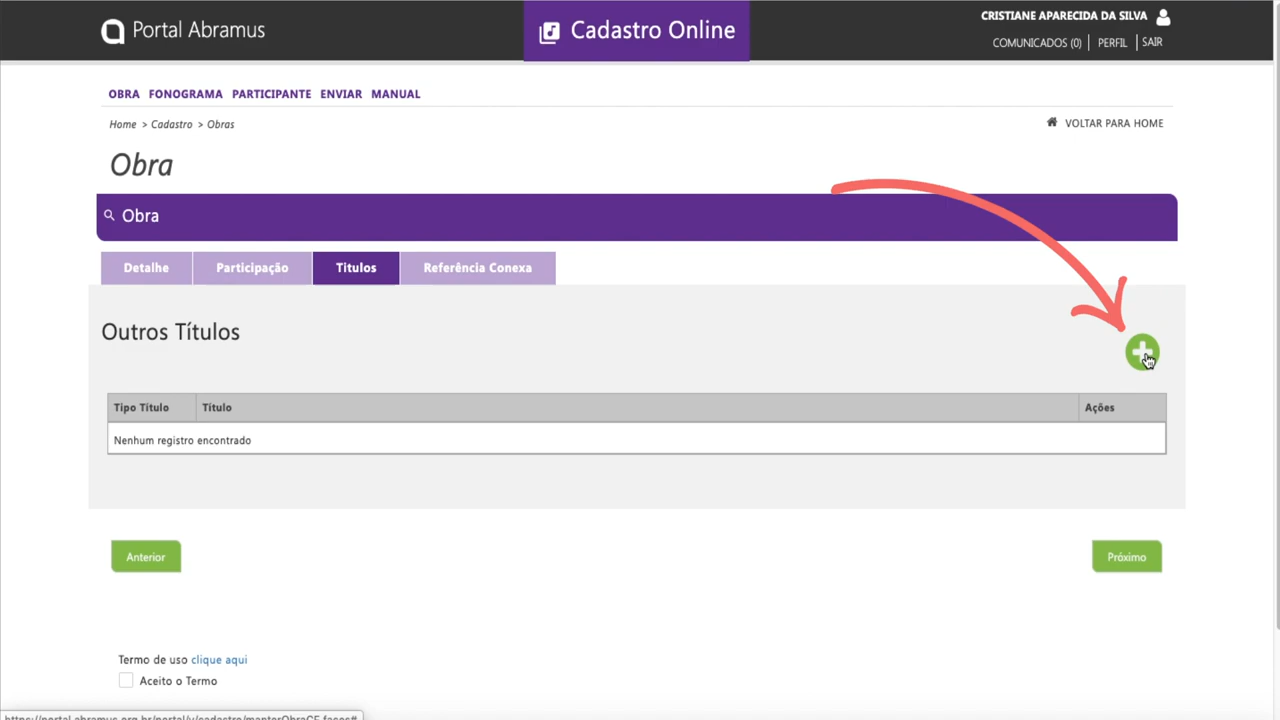 Portal Abramus
Cadastro Online
CRISTIANE APARECIDA DA SILVA
COMUNICADOS (0) PERFIL SAIR
OBRA FONOGRAMA PARTICIPANTE ENVIAR MANUAL
Home > Cadastro > Obras
VOLTAR PARA HOME
Obra
Obra
Detalhe Participação Titulos Referência Conexa
Outros Títulos
Tipo Titulo Titulo Ações
Nenhum registro encontrado
Anterior Próximo
Termo de uso clique aqui
Aceito o Termo